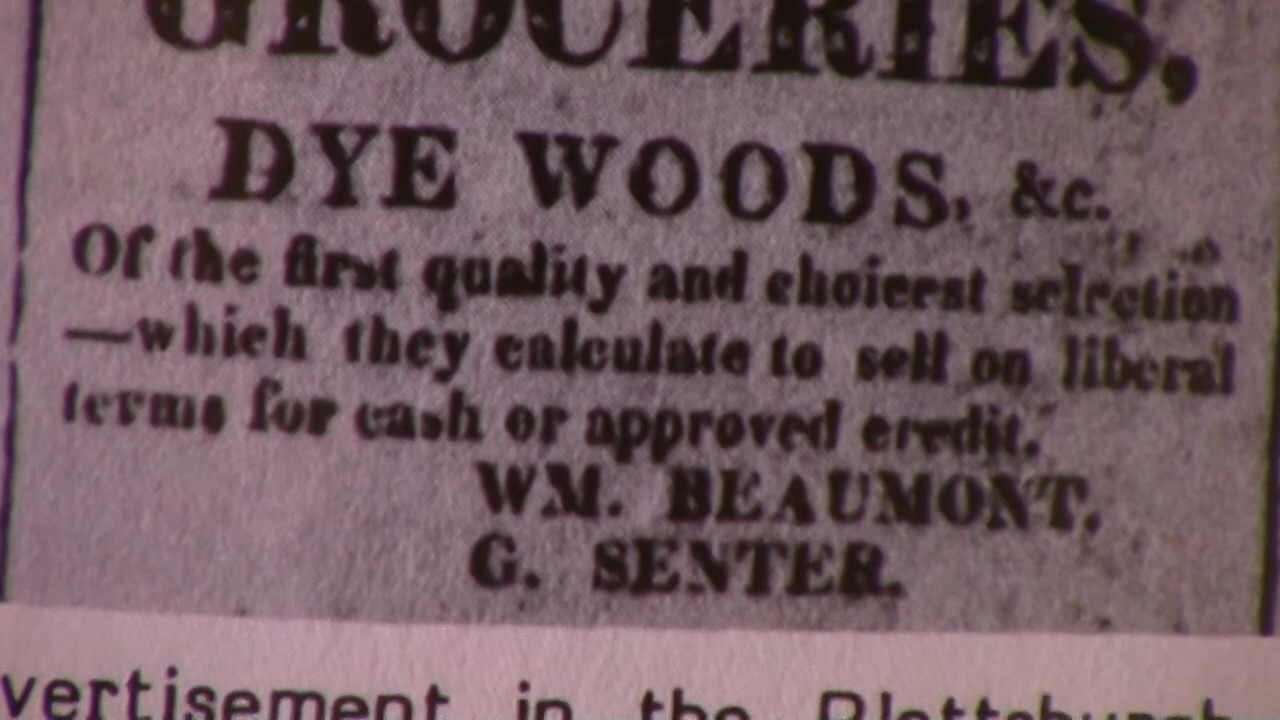 GROCERIES,
DYE WOODS, &c.
Of the first quality and choicest selection
—which they calculate to sell on liberal
terms for cash or approved credit.
WM. BEAUMONT,
G. SENTER.
vertisement in the Plattsburgh